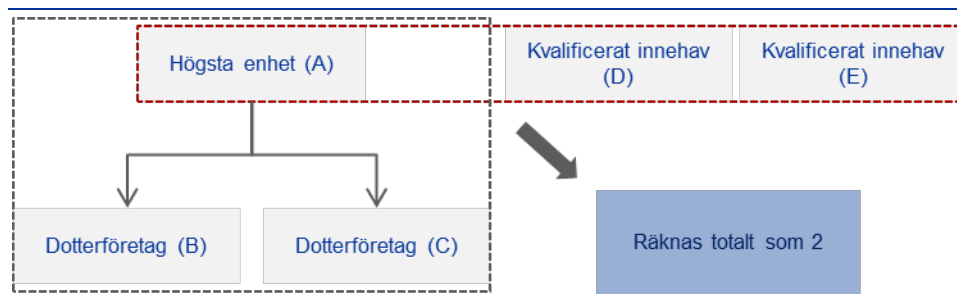 Högsta enhet (A)
Kvalificerat innehav
(D)
Kvalificerat innehav
(E)
Dotterföretag (B)
Dotterföretag (C)
Räknas totalt som 2